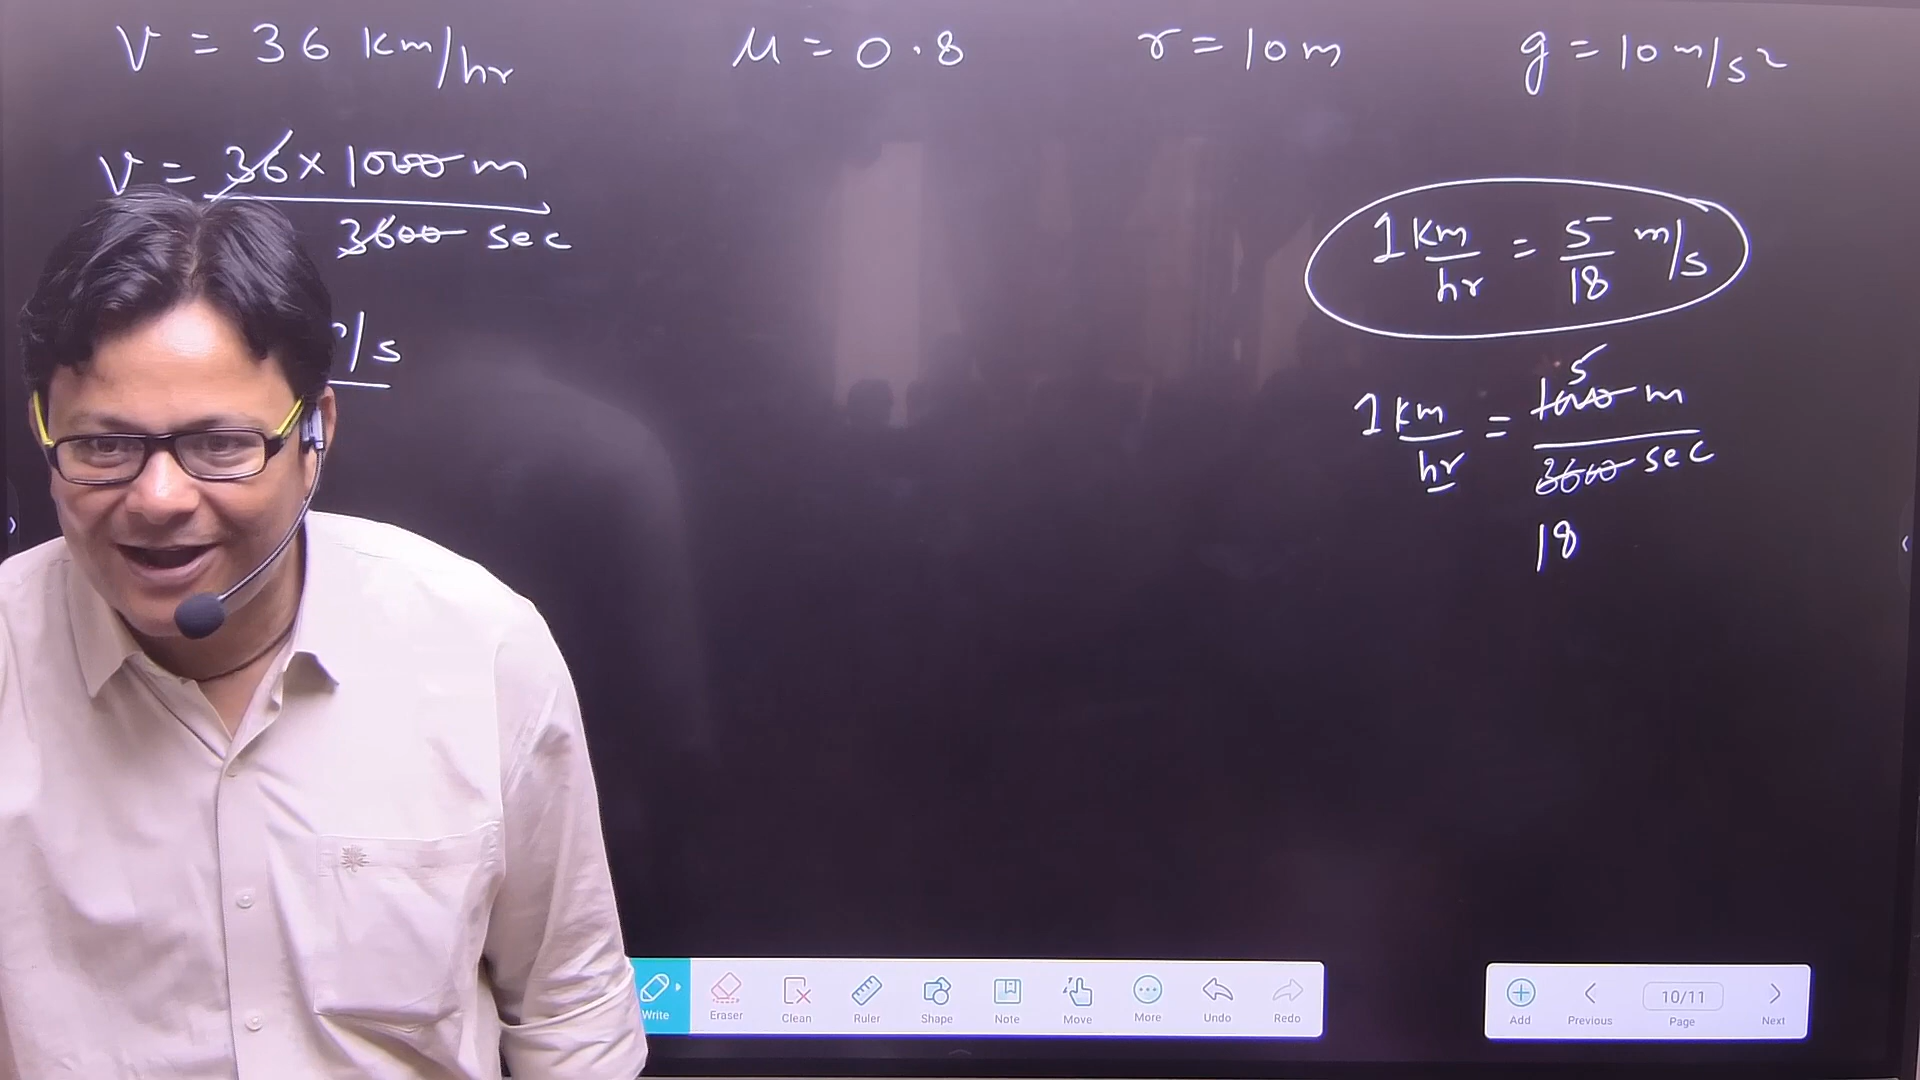 V = 36 km/hr μ = 0.8 r = 10 m g = 10 m/s²
V = 36 × 1000 m
3600 sec
/s
1 km/hr = 5/18 m/s
5
1 km/hr = 1000 m
3600 sec
18
Write Eraser Clean Ruler Shape Note Move More Undo Redo
Add Previous 10/11 Page Next